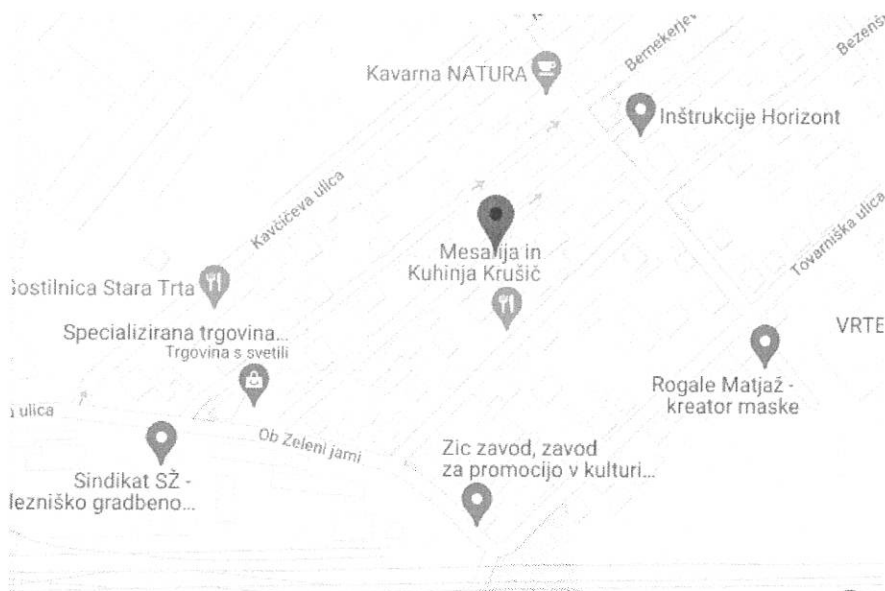 Kavarna NATURA
Bernekerjev
Bezenš
Inštrukcije Horizont
Kavčičeva ulica
Mesarija in
Kuhinja Krušič
Tovarniška ulica
Gostilnica Stara Trta
Specializirana trgovina...
Trgovina s svetili
VRTE
Rogale Matjaž -
kreator maske
a ulica
Ob Zeleni jami
Zic zavod, zavod
za promocijo v kulturi...
Sindikat SŽ -
lezniško gradbeno...